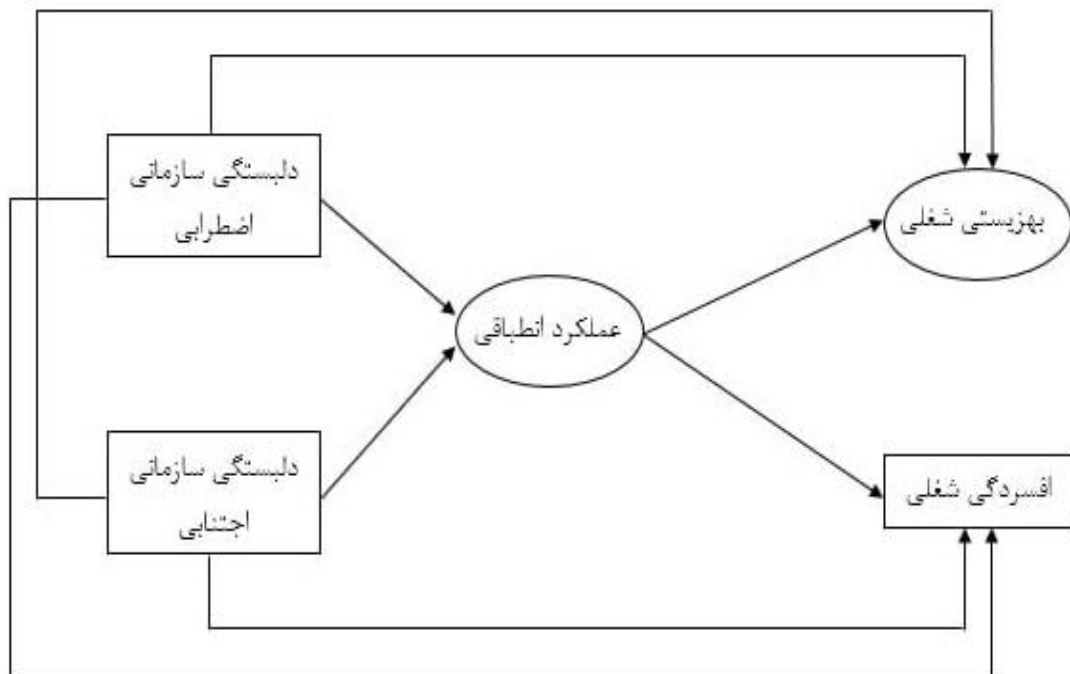 دلبستگی سازمانی
اضطرابی
بهزیستی شغلی
عملکرد انطباقی
دلبستگی سازمانی
اجتنابی
افسردگی شغلی